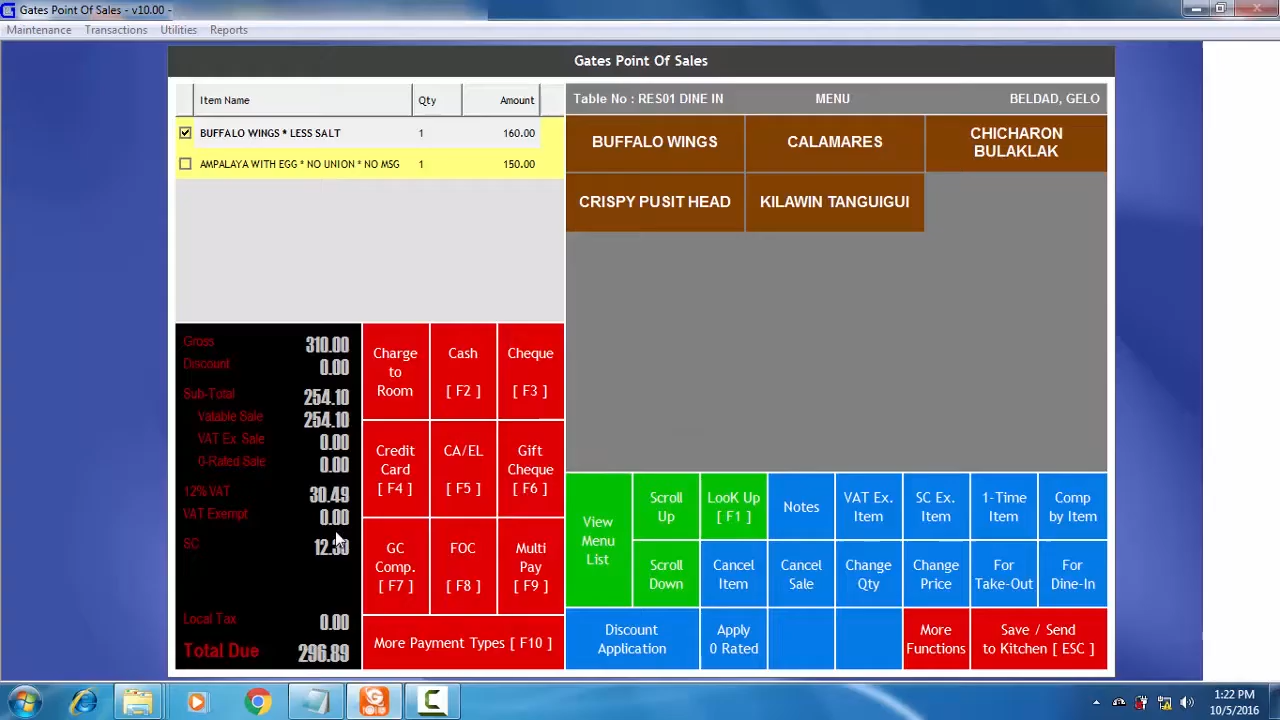 Gates Point Of Sales - v10.00 -
Maintenance Transactions Utilities Reports
Gates Point Of Sales
Item Name Qty Amount
BUFFALO WINGS * LESS SALT 1 160.00
AMPALAYA WITH EGG * NO UNION * NO MSG 1 150.00
Table No : RES01 DINE IN MENU BELDAD, GELO
BUFFALO WINGS
CALAMARES
CHICHARON
BULAKLAK
CRISPY PUSIT HEAD
KILAWIN TANGUIGUI
Gross 310.00
Discount 0.00
Sub-Total 254.10
Vatable Sale 254.10
VAT Ex. Sale 0.00
0-Rated Sale 0.00
12% VAT 30.49
VAT Exempt 0.00
SC
Local Tax 0.00
Total Due 296.89
Charge
to
Room
Cash
[ F2 ]
Cheque
[ F3 ]
Credit
Card
[ F4 ]
CA/EL
[ F5 ]
Gift
Cheque
[ F6 ]
GC
Comp.
[ F7 ]
FOC
[ F8 ]
Multi
Pay
[ F9 ]
More Payment Types [ F10 ]
View
Menu
List
Scroll
Up
LooK Up
[ F1 ]
Notes
VAT Ex.
Item
SC Ex.
Item
1-Time
Item
Comp
by Item
Scroll
Down
Cancel
Item
Cancel
Sale
Change
Qty
Change
Price
For
Take-Out
For
Dine-In
Discount
Application
Apply
0 Rated
More
Functions
Save / Send
to Kitchen [ ESC ]
1:22 PM
10/5/2016